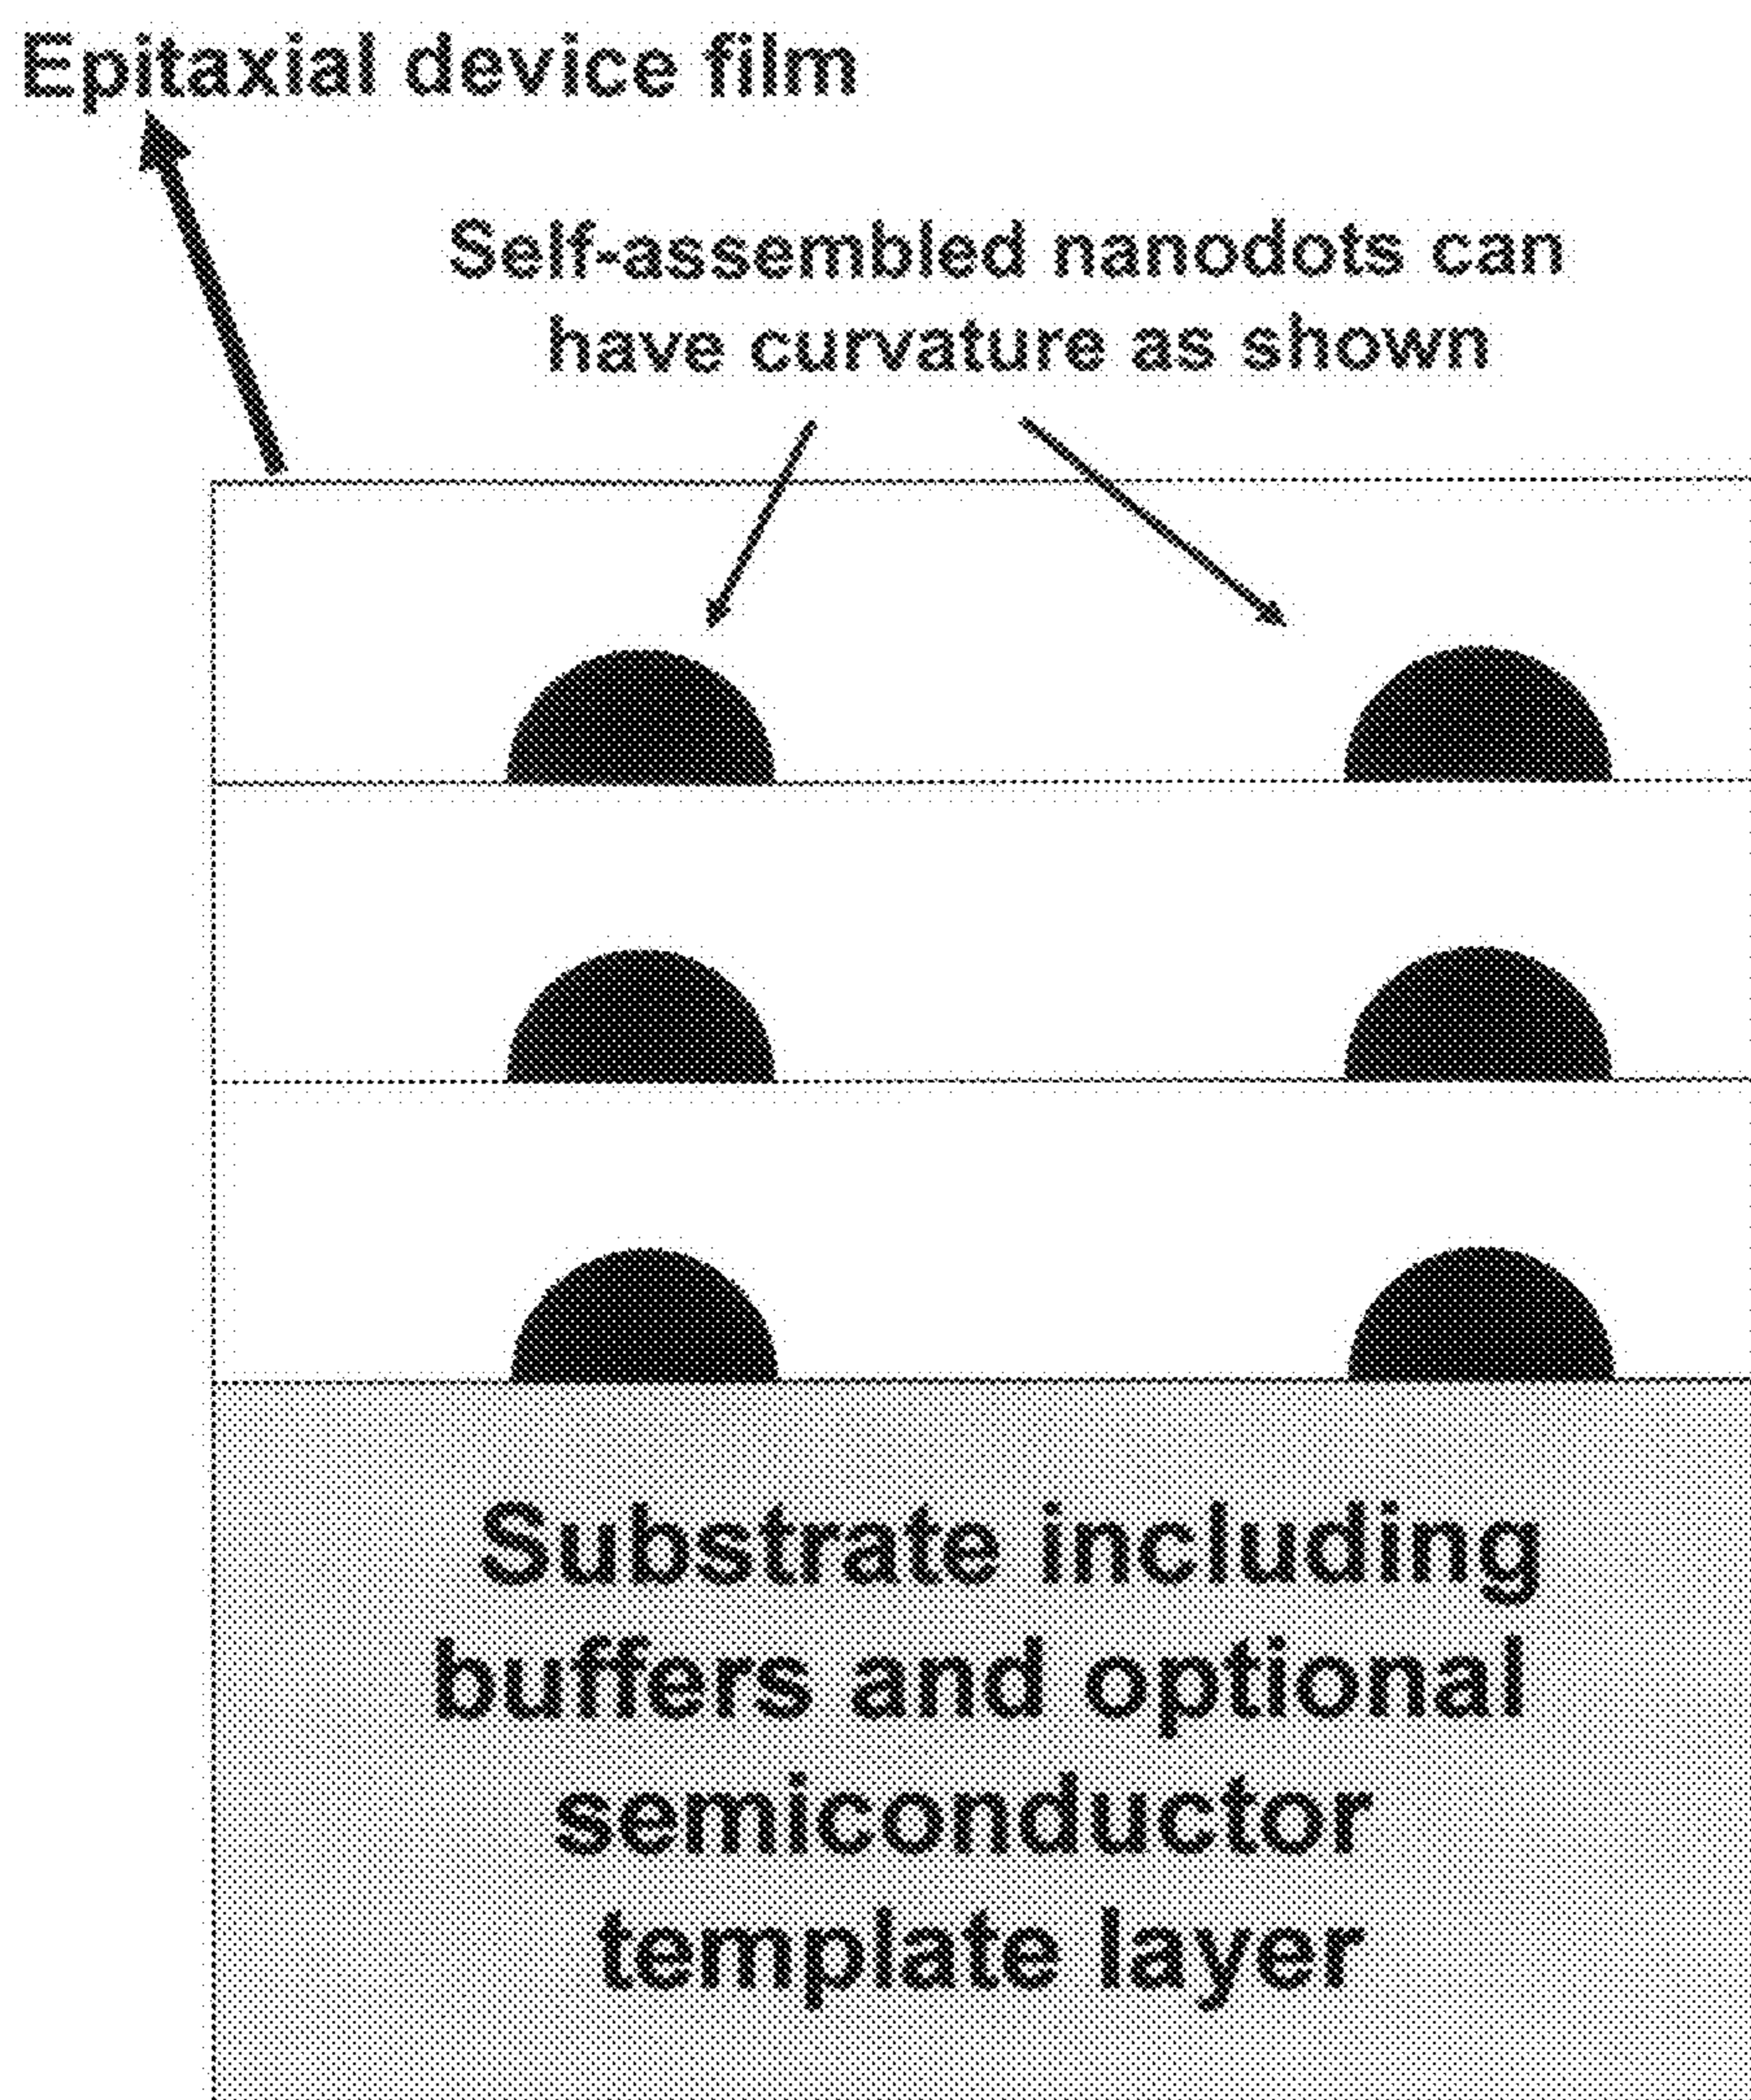 Epitaxial device film
Self-assembled nanodots can
have curvature as shown
Substrate including
buffers and optional
semiconductor
template layer